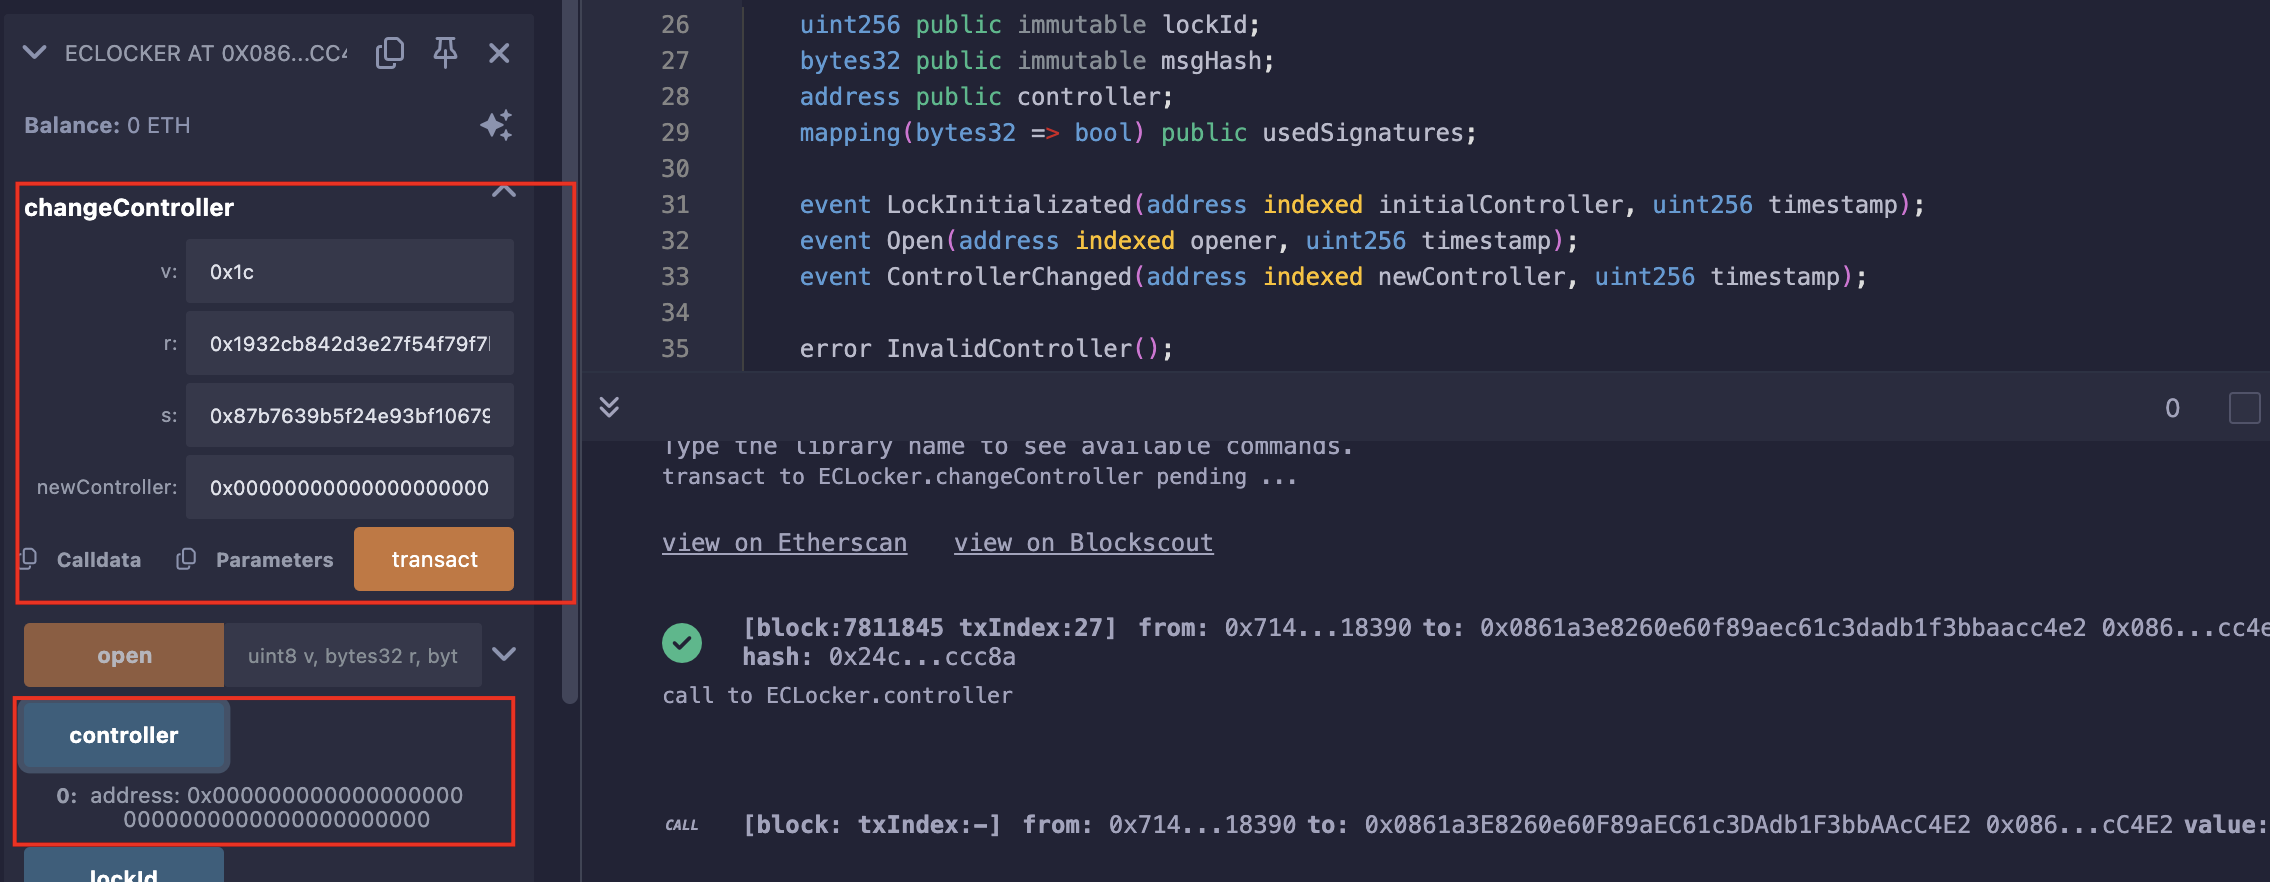 ECLOCKER AT 0X086...CC4
Balance: 0 ETH
changeController
v: 0x1c
r: 0x1932cb842d3e27f54f79f7
s: 0x87b7639b5f24e93bf10679
newController: 0x00000000000000000000
Calldata Parameters transact
open uint8 v, bytes32 r, byt
controller
0: address: 0x0000000000000000000
000000000000000000000
lockId
26 uint256 public immutable lockId;
27 bytes32 public immutable msgHash;
28 address public controller;
29 mapping(bytes32 => bool) public usedSignatures;
30
31 event LockInitializated(address indexed initialController, uint256 timestamp);
32 event Open(address indexed opener, uint256 timestamp);
33 event ControllerChanged(address indexed newController, uint256 timestamp);
34
35 error InvalidController();
0
Type the library name to see available commands.
transact to ECLocker.changeController pending ...
view on Etherscan view on Blockscout
[block:7811845 txIndex:27] from: 0x714...18390 to: 0x0861a3e8260e60f89aec61c3dadb1f3bbaacc4e2 0x086...cc4e
hash: 0x24c...ccc8a
call to ECLocker.controller
CALL [block: txIndex:-] from: 0x714...18390 to: 0x0861a3E8260e60F89aEC61c3DAdb1F3bbAAcC4E2 0x086...cC4E2 value: